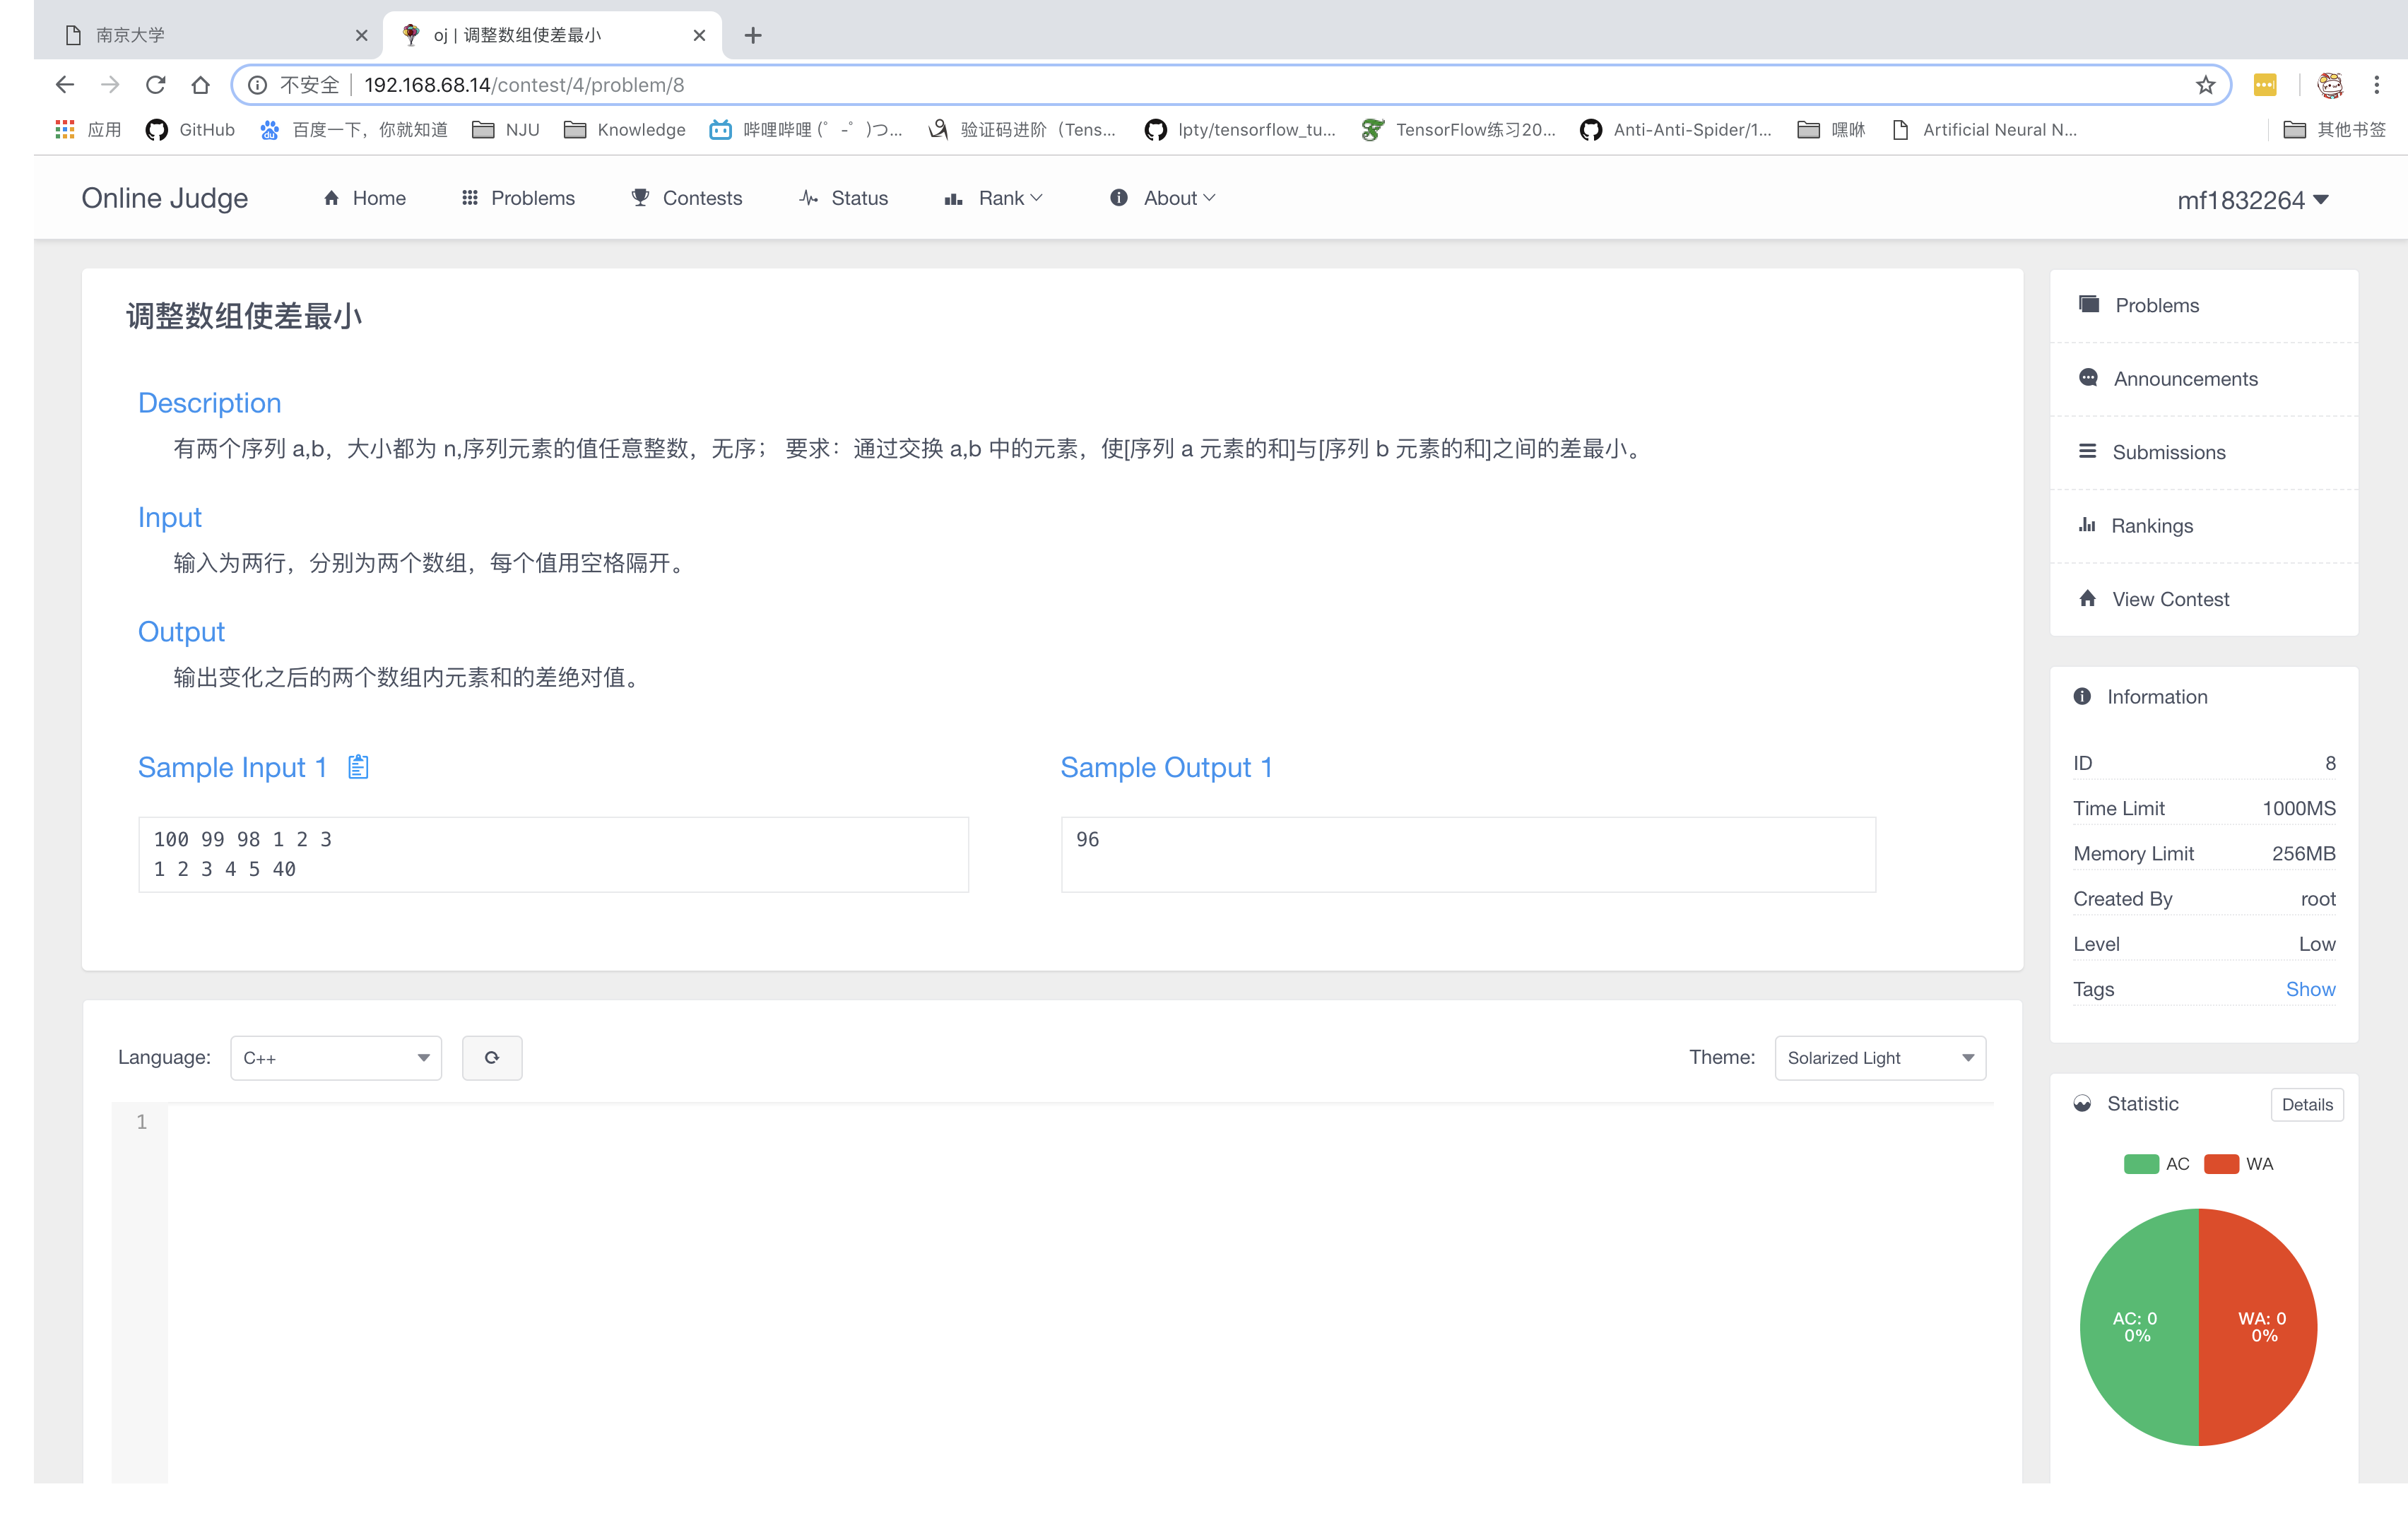 南京大学
oj | 调整数组使差最小
不安全 | 192.168.68.14/contest/4/problem/8
应用 GitHub 百度一下，你就知道 NJU Knowledge 哔哩哔哩 (゜-゜)つ... 验证码进阶（Tens... lpty/tensorflow_tu... TensorFlow练习20... Anti-Anti-Spider/1... 嘿咻 Artificial Neural N... 其他书签
Online Judge Home Problems Contests Status Rank About mf1832264
调整数组使差最小
Description
有两个序列 a,b，大小都为 n,序列元素的值任意整数，无序； 要求：通过交换 a,b 中的元素，使[序列 a 元素的和]与[序列 b 元素的和]之间的差最小。
Input
输入为两行，分别为两个数组，每个值用空格隔开。
Output
输出变化之后的两个数组内元素和的差绝对值。
Sample Input 1
100 99 98 1 2 3
1 2 3 4 5 40
Sample Output 1
96
Language: C++
Theme: Solarized Light
1
Problems
Announcements
Submissions
Rankings
View Contest
Information
ID 8
Time Limit 1000MS
Memory Limit 256MB
Created By root
Level Low
Tags Show
Statistic Details
AC WA
AC: 0
0%
WA: 0
0%